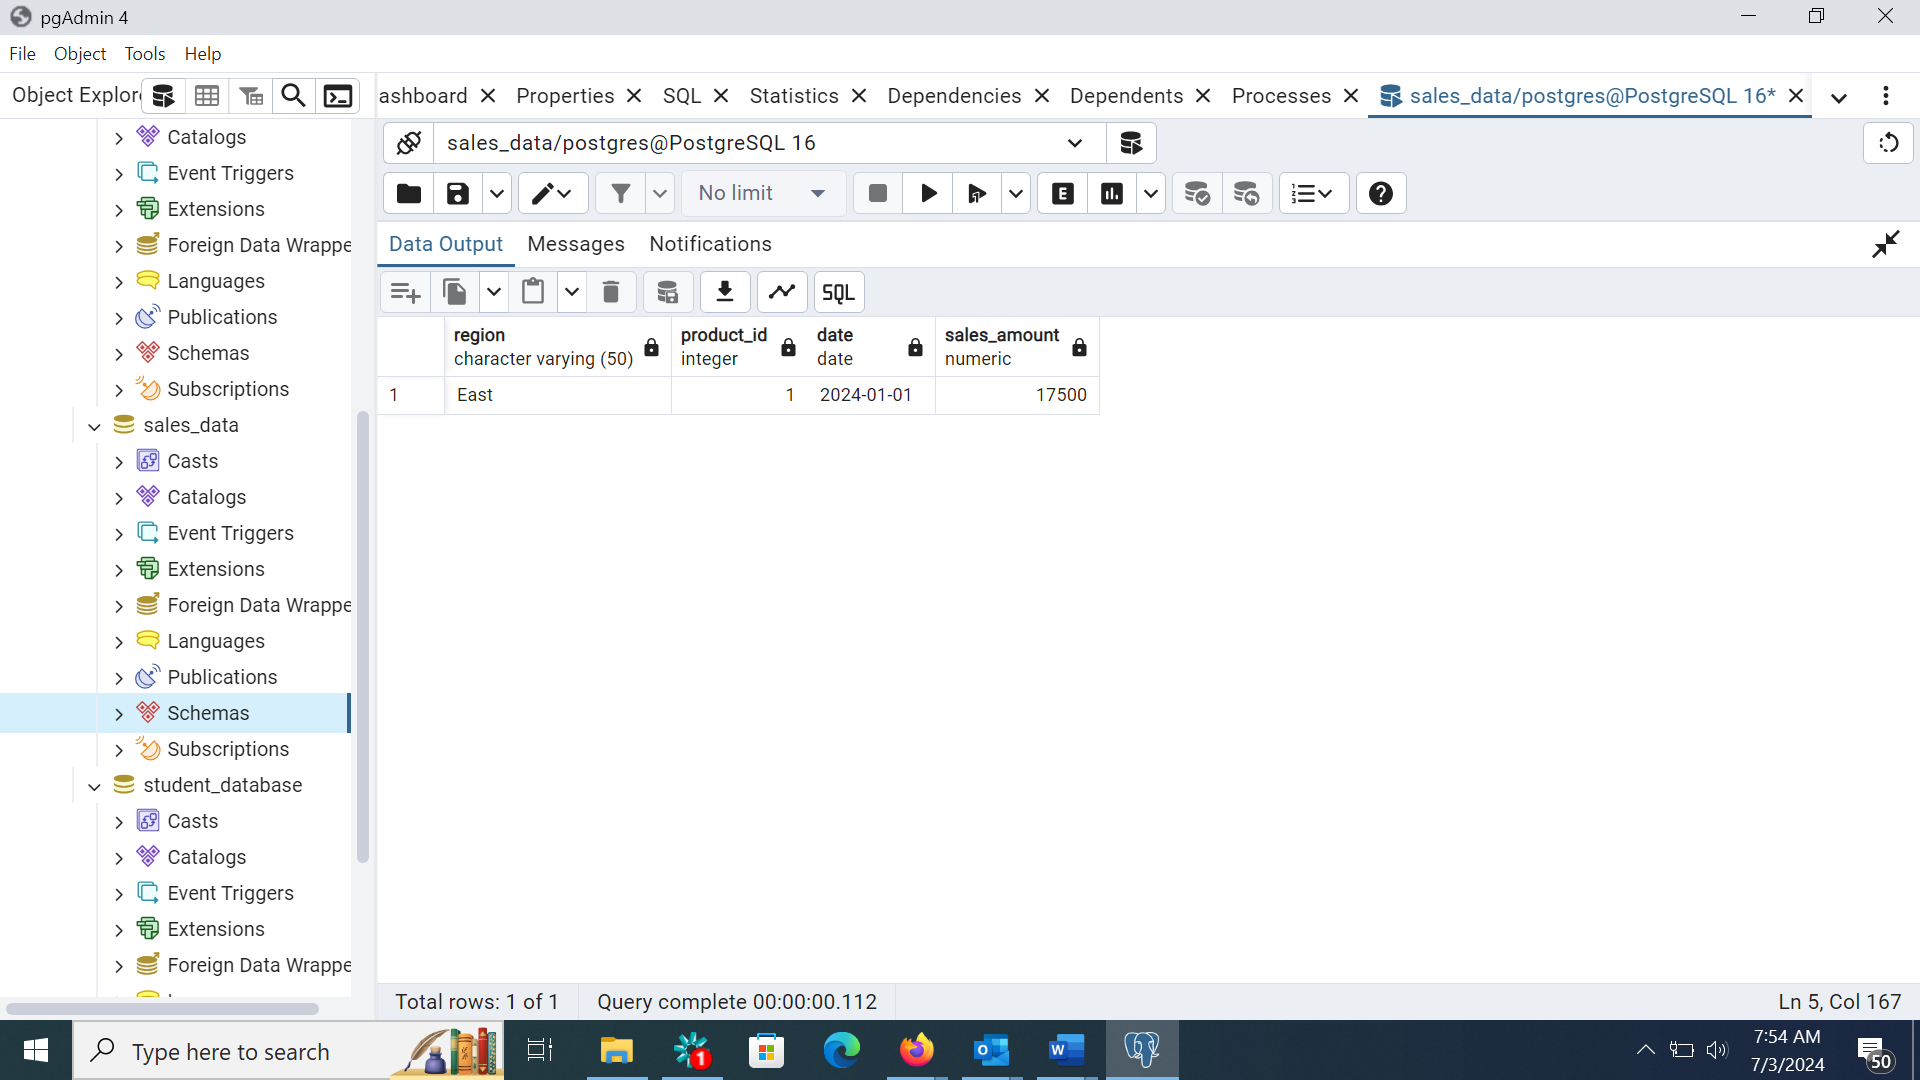 pgAdmin 4
File Object Tools Help
Object Explor
ashboard Properties SQL Statistics Dependencies Dependents Processes sales_data/postgres@PostgreSQL 16*
sales_data/postgres@PostgreSQL 16
No limit
E
Data Output Messages Notifications
SQL
region product_id date sales_amount
character varying (50) integer date numeric
1 East 1 2024-01-01 17500
Catalogs
Event Triggers
Extensions
Foreign Data Wrappe
Languages
Publications
Schemas
Subscriptions
sales_data
Casts
Catalogs
Event Triggers
Extensions
Foreign Data Wrappe
Languages
Publications
Schemas
Subscriptions
student_database
Casts
Catalogs
Event Triggers
Extensions
Foreign Data Wrappe
Total rows: 1 of 1 Query complete 00:00:00.112 Ln 5, Col 167
Type here to search
1
7:54 AM
7/3/2024
50